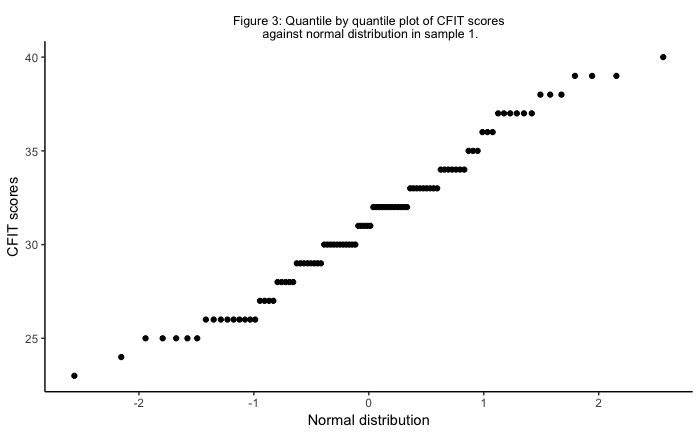 Figure 3: Quantile by quantile plot of CFIT scores
against normal distribution in sample 1.
40
35
30
25
CFIT scores
-2 -1 0 1 2
Normal distribution